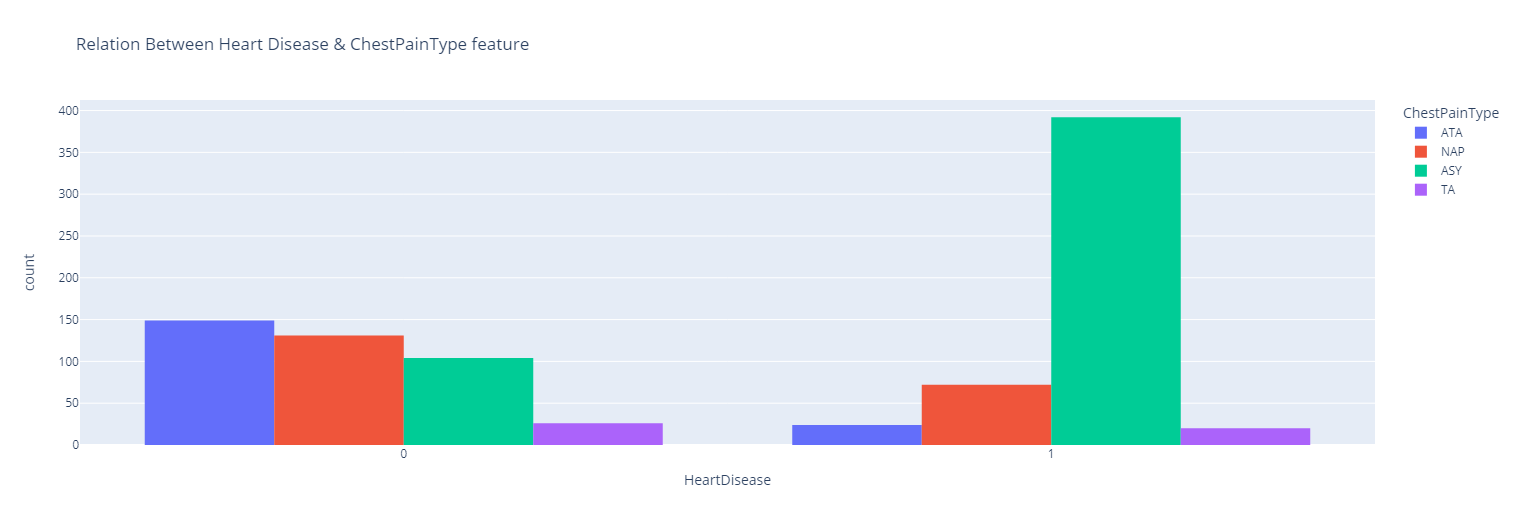 Relation Between Heart Disease & ChestPainType feature
400
350
300
250
200
150
100
50
0
count
0
1
HeartDisease
ChestPainType
ATA
NAP
ASY
TA